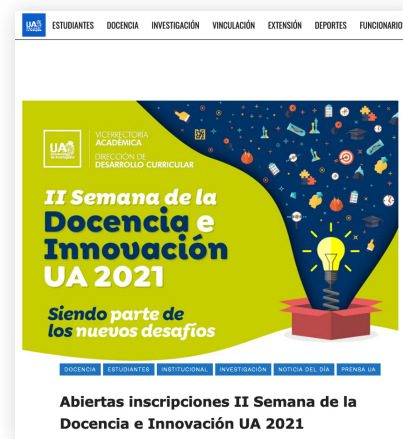 UA
ESTUDIANTES DOCENCIA INVESTIGACIÓN VINCULACIÓN EXTENSIÓN DEPORTES FUNCIONARIOS
UA
VICERRECTORÍA
ACADÉMICA
DIRECCIÓN DE
DESARROLLO CURRICULAR
II Semana de la
Docencia e
Innovación
UA 2021
Siendo parte de
los nuevos desafíos
DOCENCIA ESTUDIANTES INSTITUCIONAL INVESTIGACIÓN NOTICIA DEL DÍA PRENSA UA
Abiertas inscripciones II Semana de la
Docencia e Innovación UA 2021